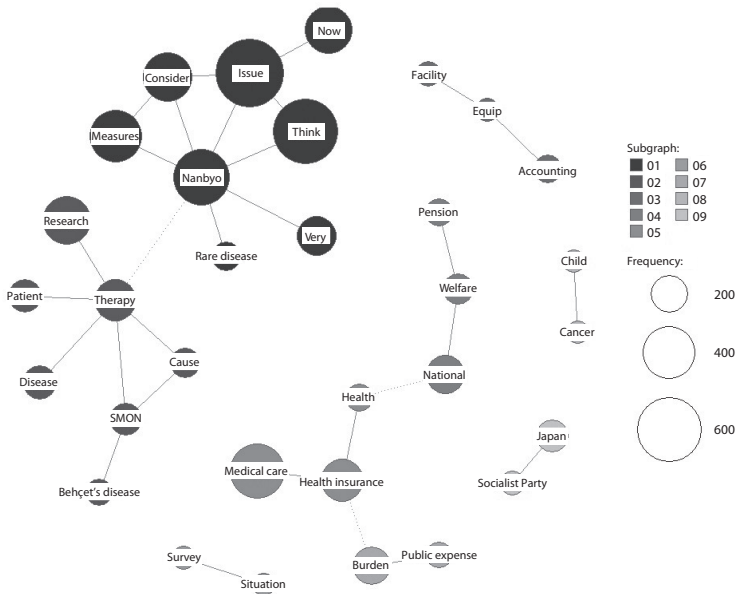 Now
Issue
Consider
Facility
Equip
Think
Measures
Accounting
Subgraph:
01
06
02
07
03
08
04
09
05
Nanbyo
Pension
Research
Very
Rare disease
Child
Frequency:
Welfare
200
Patient
Therapy
Cancer
400
Cause
National
Disease
Health
SMON
600
Japan
Medical care
Health insurance
Socialist Party
Behçet's disease
Survey
Public expense
Burden
Situation